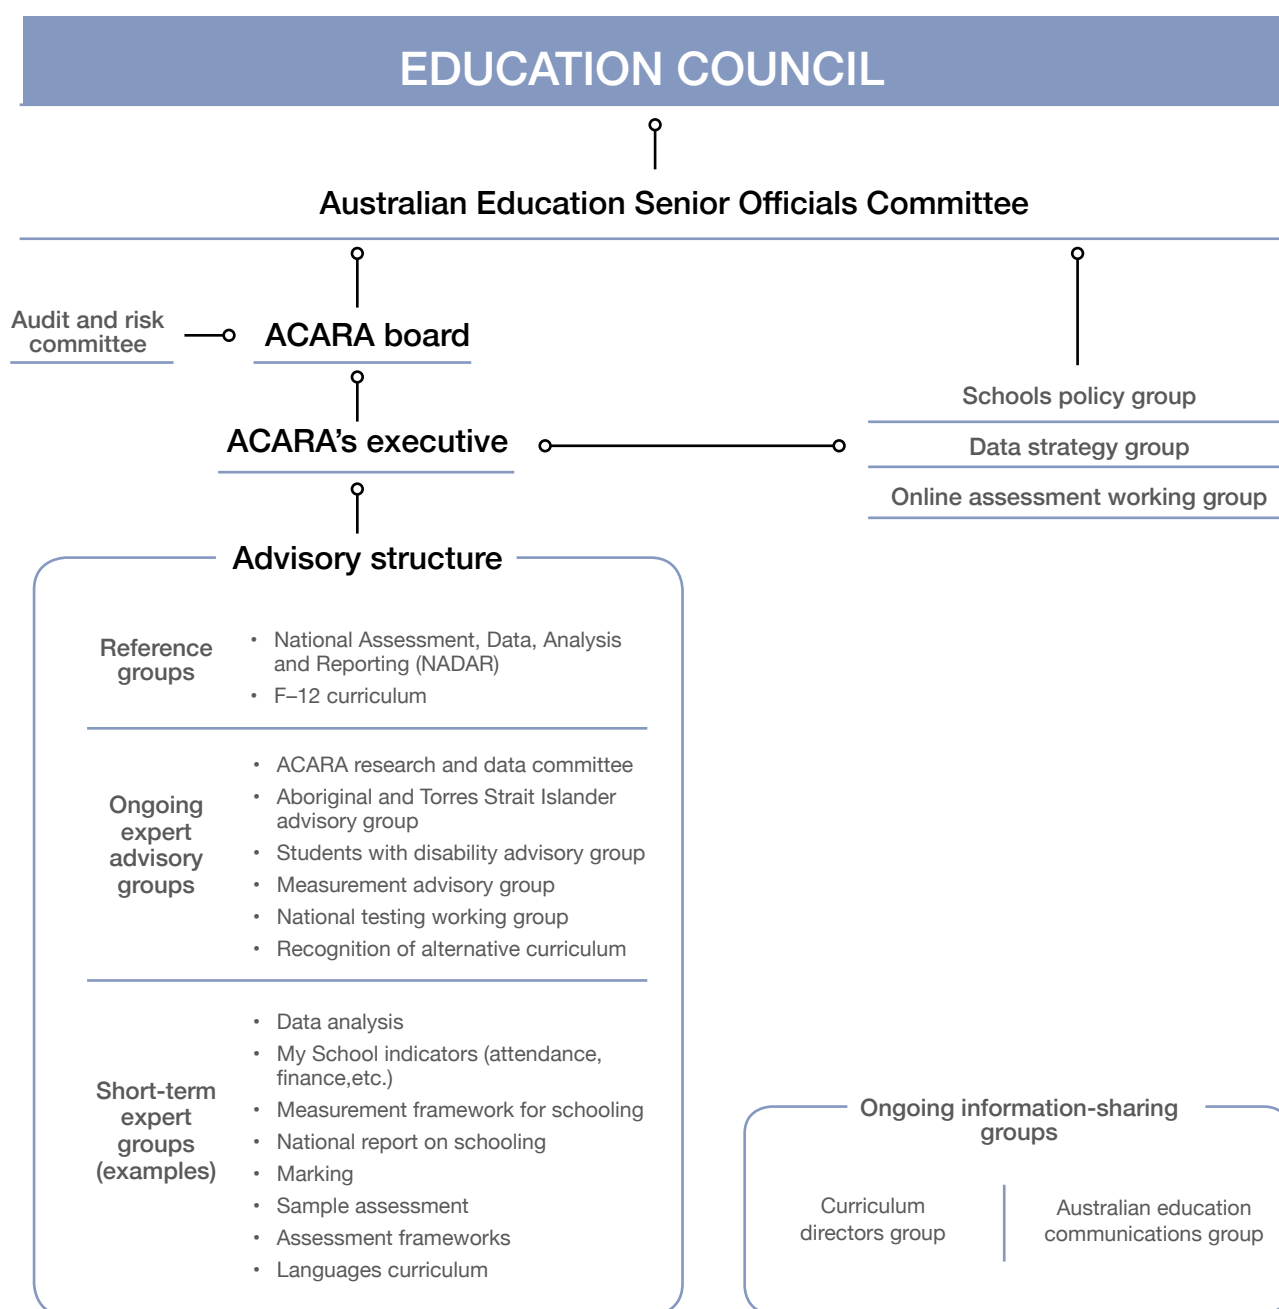 EDUCATION COUNCIL
Australian Education Senior Officials Committee
Audit and risk
committee
ACARA board
ACARA’s executive
Schools policy group
Data strategy group
Online assessment working group
Advisory structure
Reference
groups
• National Assessment, Data, Analysis
and Reporting (NADAR)
• F–12 curriculum
Ongoing
expert
advisory
groups
• ACARA research and data committee
• Aboriginal and Torres Strait Islander
advisory group
• Students with disability advisory group
• Measurement advisory group
• National testing working group
• Recognition of alternative curriculum
Short-term
expert
groups
(examples)
• Data analysis
• My School indicators (attendance,
finance,etc.)
• Measurement framework for schooling
• National report on schooling
• Marking
• Sample assessment
• Assessment frameworks
• Languages curriculum
Ongoing information-sharing
groups
Curriculum
directors group
Australian education
communications group